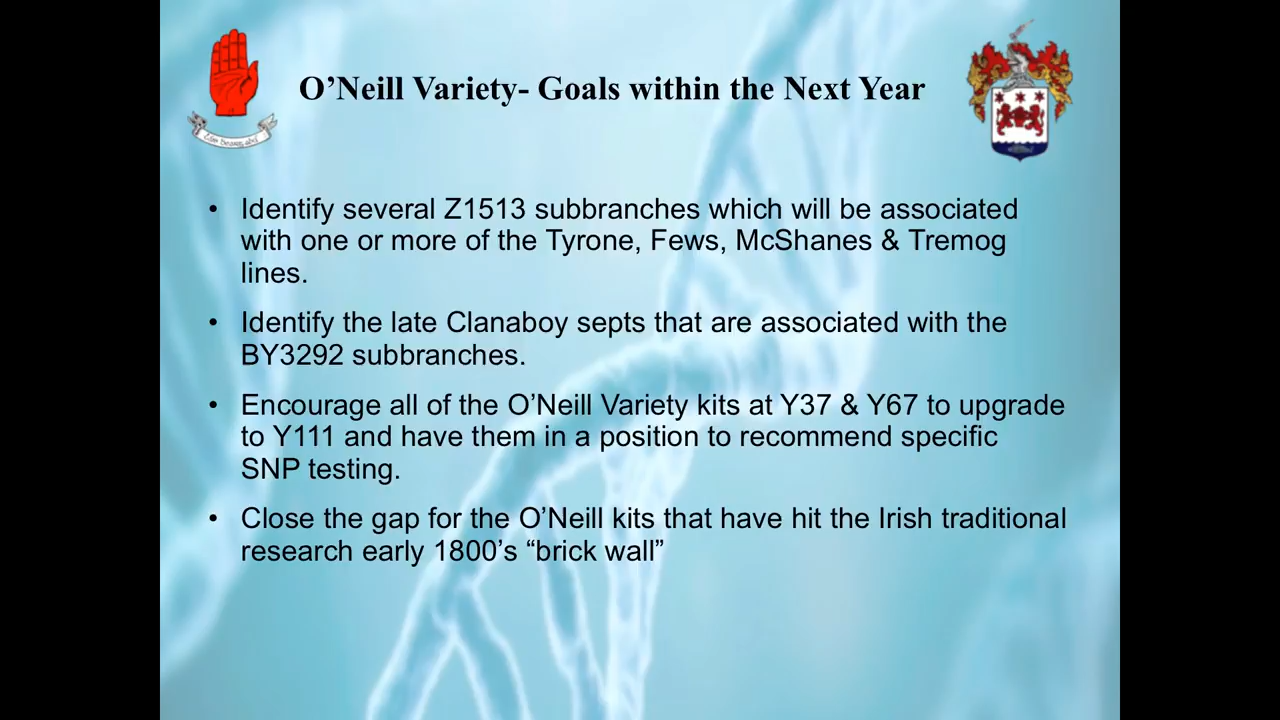 O’Neill Variety- Goals within the Next Year
• Identify several Z1513 subbranches which will be associated
with one or more of the Tyrone, Fews, McShanes & Tremog
lines.
• Identify the late Clanaboy septs that are associated with the
BY3292 subbranches.
• Encourage all of the O’Neill Variety kits at Y37 & Y67 to upgrade
to Y111 and have them in a position to recommend specific
SNP testing.
• Close the gap for the O’Neill kits that have hit the Irish traditional
research early 1800’s “brick wall”